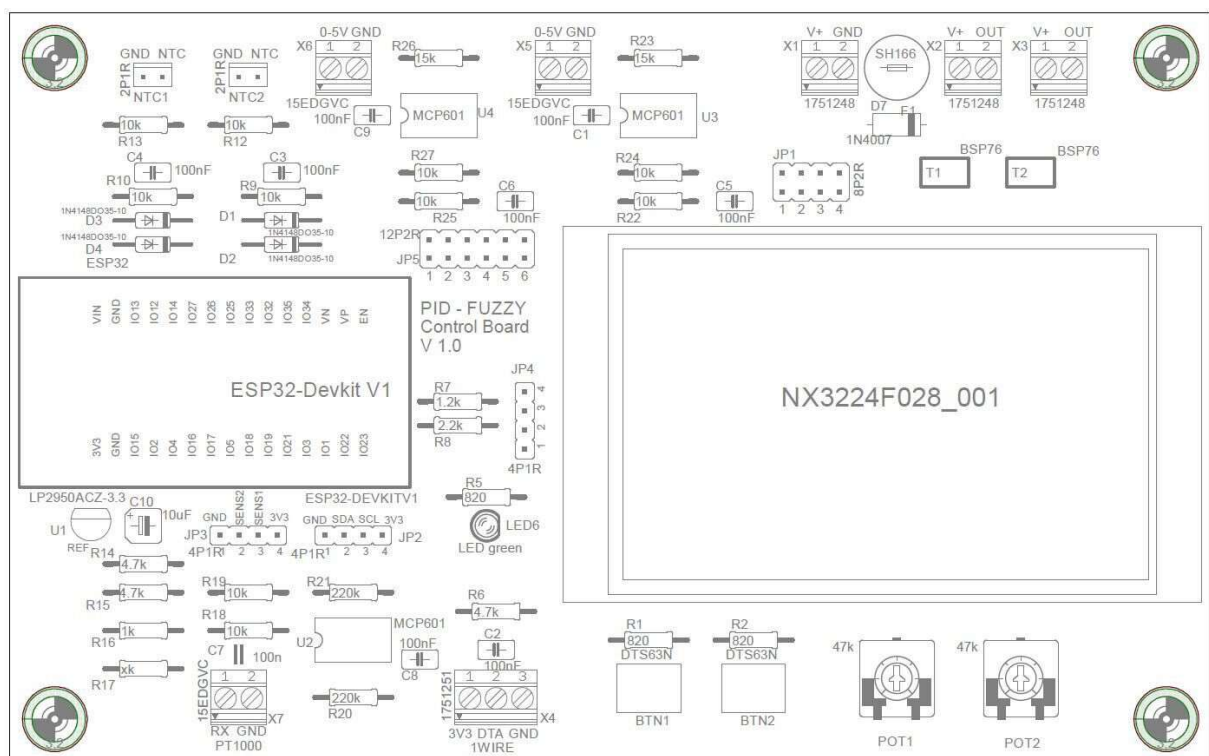 0-5V GND
0-5V GND
V+ GND
V+ OUT
V+ OUT
GND NTC
GND NTC
X6
1 2
R26
15k
X5
1 2
R23
15k
X1
1 2
SH166
X2
1 2
X3
1 2
2P1R
NTC1
2P1R
NTC2
15EDGVC
100nF
C9
MCP601
U4
15EDGVC
100nF
C1
MCP601
U3
1751248
1751248
1751248
D7
F1
1N4007
10k
R13
10k
R12
C4
100nF
C3
100nF
R27
10k
R24
10k
JP1
8P2R
1 2 3 4
BSP76
T1
BSP76
T2
R10
10k
R9
10k
C6
100nF
C5
100nF
10k
R25
10k
R22
1N4148DO35-10
D3
D1
1N4148DO35-10
1N4148DO35-10
D4
D2
1N4148DO35-10
ESP32
12P2R
JP5
1 2 3 4 5 6
VIN GND IO13 IO12 IO14 IO27 IO26 IO25 IO33 IO32 IO35 IO34 VN VP EN
PID - FUZZY
Control Board
V 1.0
ESP32-Devkit V1
NX3224F028_001
3V3 GND IO15 IO2 IO4 IO16 IO17 IO5 IO18 IO19 IO21 IO3 IO1 IO22 IO23
JP4
4
3
2
1
4P1R
R7
1.2k
2.2k
R8
R5
820
LED6
LED green
LP2950ACZ-3.3
ESP32-DEVKITV1
U1
REF
C10
+
10uF
GND SENS2 SENS1 3V3
JP3
4P1R
1 2 3 4
GND SDA SCL 3V3
JP2
4P1R
1 2 3 4
R14
4.7k
4.7k
R15
R19
10k
R21
220k
R6
4.7k
R16
1k
R18
10k
U2
MCP601
R17
xk
C7
100n
100nF
C8
C2
100nF
R1
820
R2
820
DTS63N
DTS63N
BTN1
BTN2
47k
POT1
47k
POT2
15EDGVC
1 2
X7
RX GND
PT1000
220k
R20
1751251
1 2 3
X4
3V3 DTA GND
1WIRE
3.2
3.2
3.2
3.2